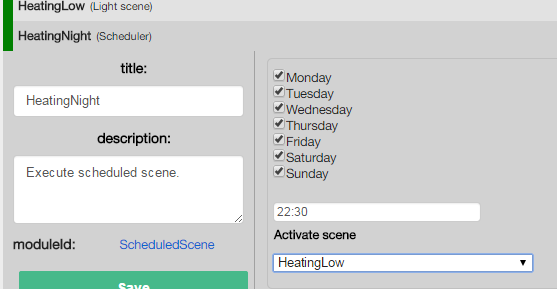 HeatingLow (Light scene)
HeatingNight (Scheduler)
title:
HeatingNight
description:
Execute scheduled scene.
moduleId: ScheduledScene
Save
Monday
Tuesday
Wednesday
Thursday
Friday
Saturday
Sunday
22:30
Activate scene
HeatingLow